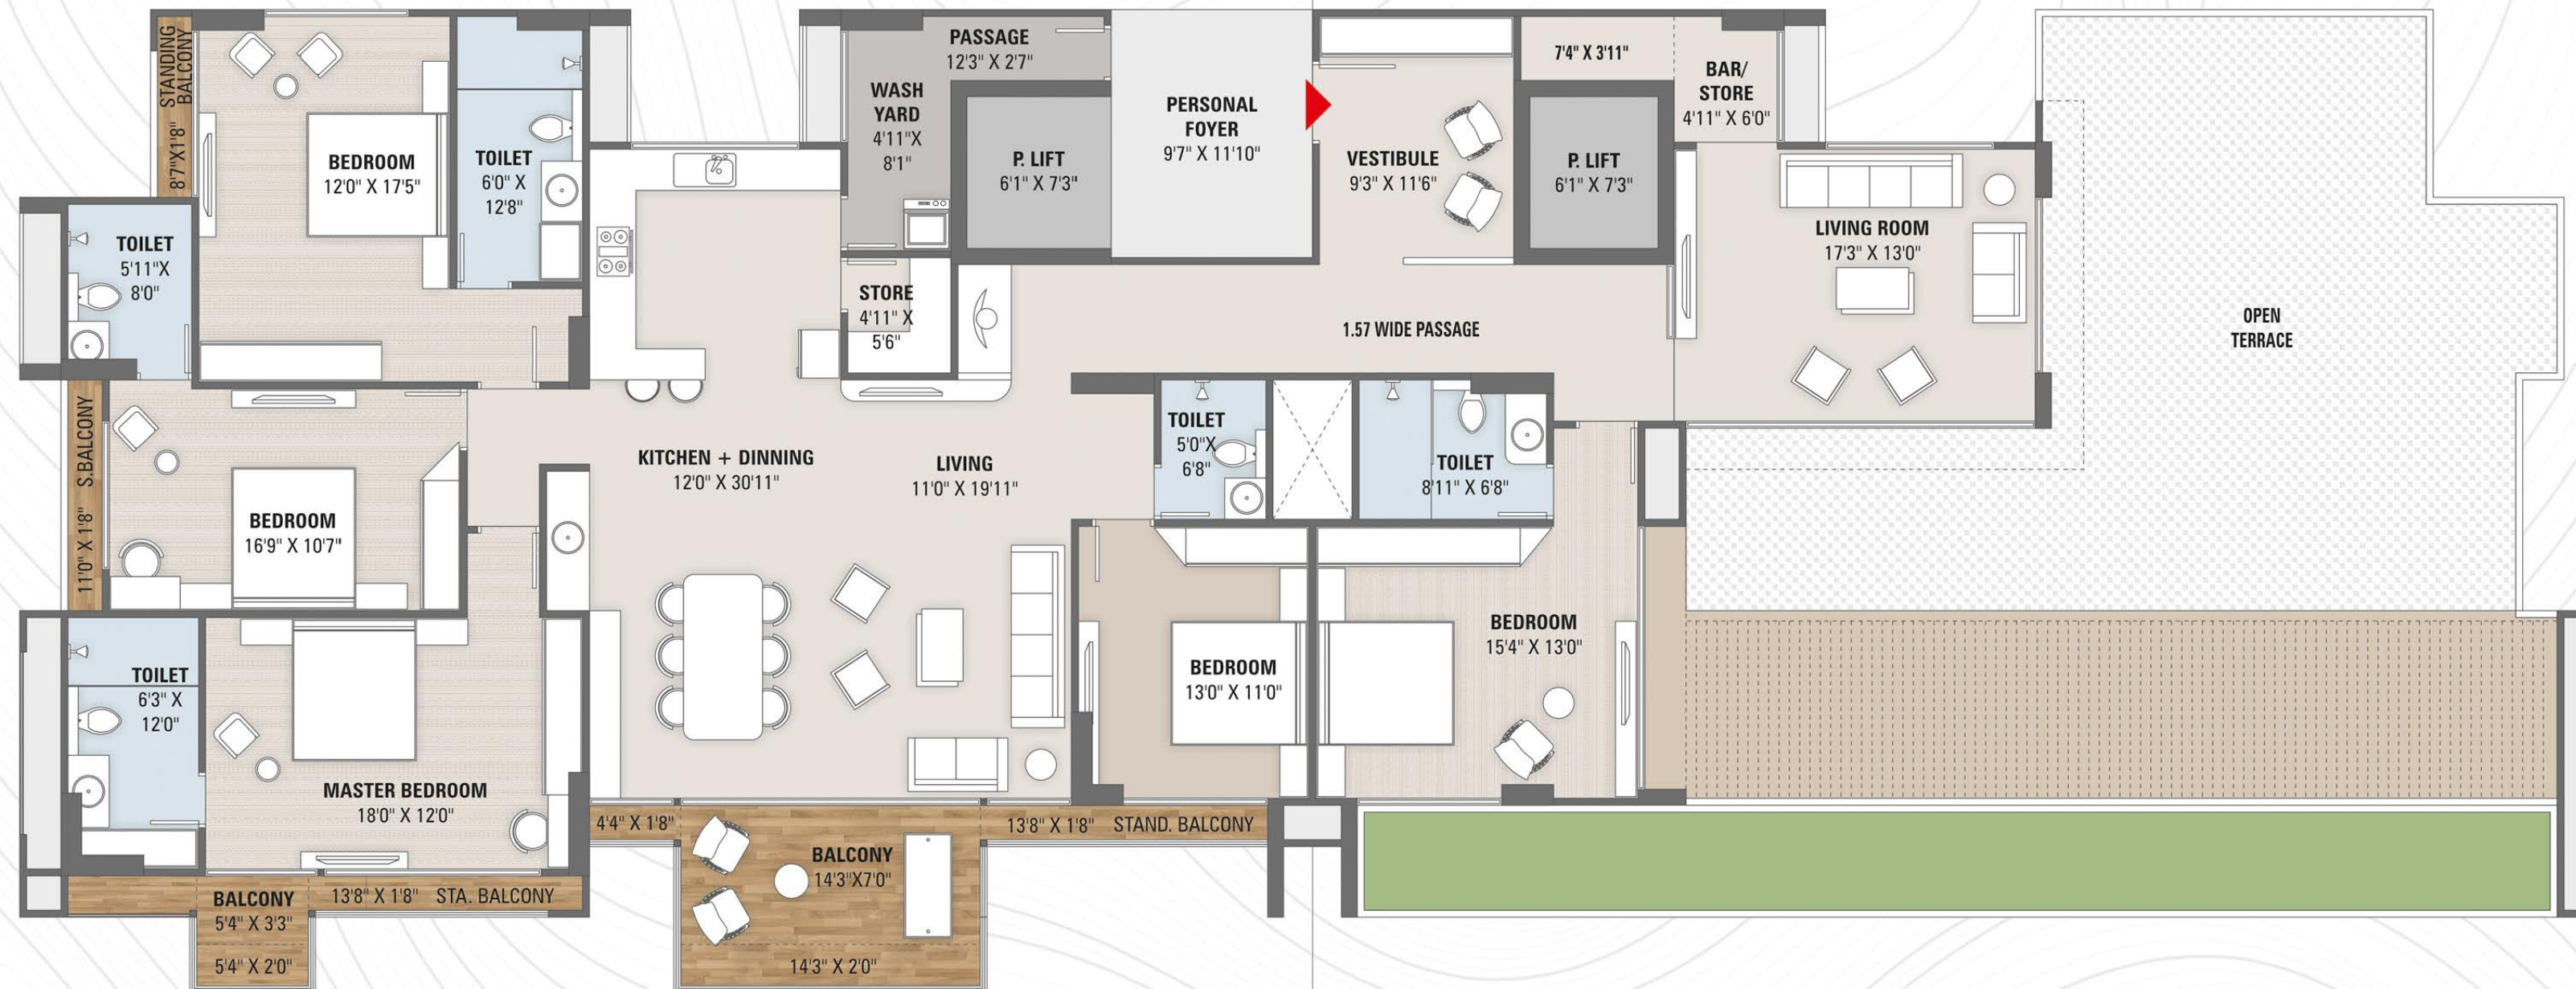 STANDING
BALCONY
8'7"X1'8"
BEDROOM
12'0" X 17'5"
TOILET
6'0" X
12'8"
PASSAGE
12'3" X 2'7"
WASH
YARD
4'11"X
8'1"
P. LIFT
6'1" X 7'3"
PERSONAL
FOYER
9'7" X 11'10"
VESTIBULE
9'3" X 11'6"
7'4" X 3'11"
BAR/
STORE
4'11" X 6'0"
P. LIFT
6'1" X 7'3"
LIVING ROOM
17'3" X 13'0"
OPEN
TERRACE
TOILET
5'11"X
8'0"
STORE
4'11" X
5'6"
1.57 WIDE PASSAGE
S.BALCONY
11'0" X 1'8"
BEDROOM
16'9" X 10'7"
KITCHEN + DINNING
12'0" X 30'11"
LIVING
11'0" X 19'11"
TOILET
5'0"X
6'8"
TOILET
8'11" X 6'8"
TOILET
6'3" X
12'0"
MASTER BEDROOM
18'0" X 12'0"
BEDROOM
13'0" X 11'0"
BEDROOM
15'4" X 13'0"
4'4" X 1'8"
13'8" X 1'8" STAND. BALCONY
BALCONY
14'3"X7'0"
14'3" X 2'0"
BALCONY
5'4" X 3'3"
5'4" X 2'0"
13'8" X 1'8" STA. BALCONY